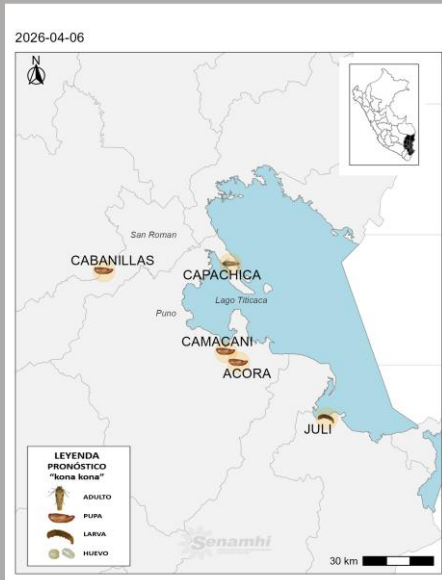 2026-04-06
N
San Roman
CABANILLAS
CAPACHICA
Lago Titicaca
Puno
CAMACANI
ACORA
JULI
LEYENDA
PRONÓSTICO
"kona kona"
ADULTO
PUPA
LARVA
HUEVO
Senamhi
30 km